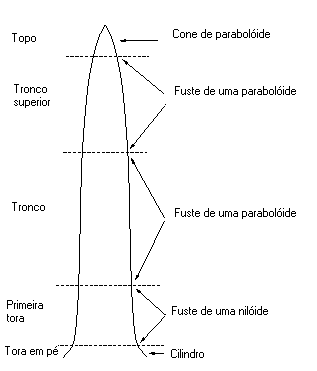 Topo
Cone de parabolóide
Tronco
superior
Fuste de uma parabolóide
Tronco
Fuste de uma parabolóide
Primeira
tora
Fuste de uma nilóide
Tora em pé
Cilindro